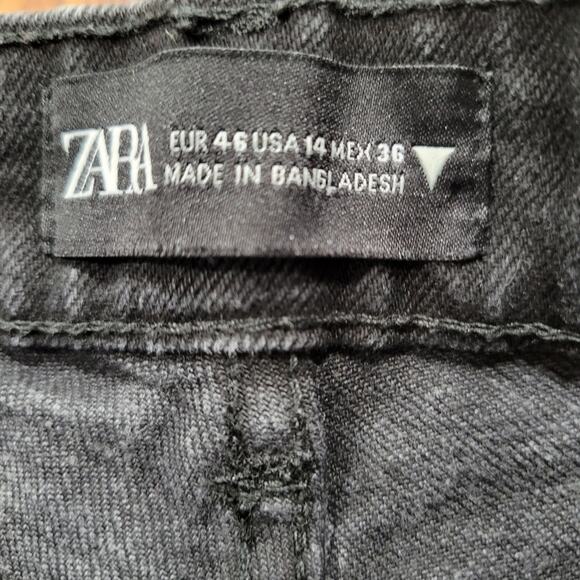 ZARA
EUR 46 USA 14 MEX 36
MADE IN BANGLADESH